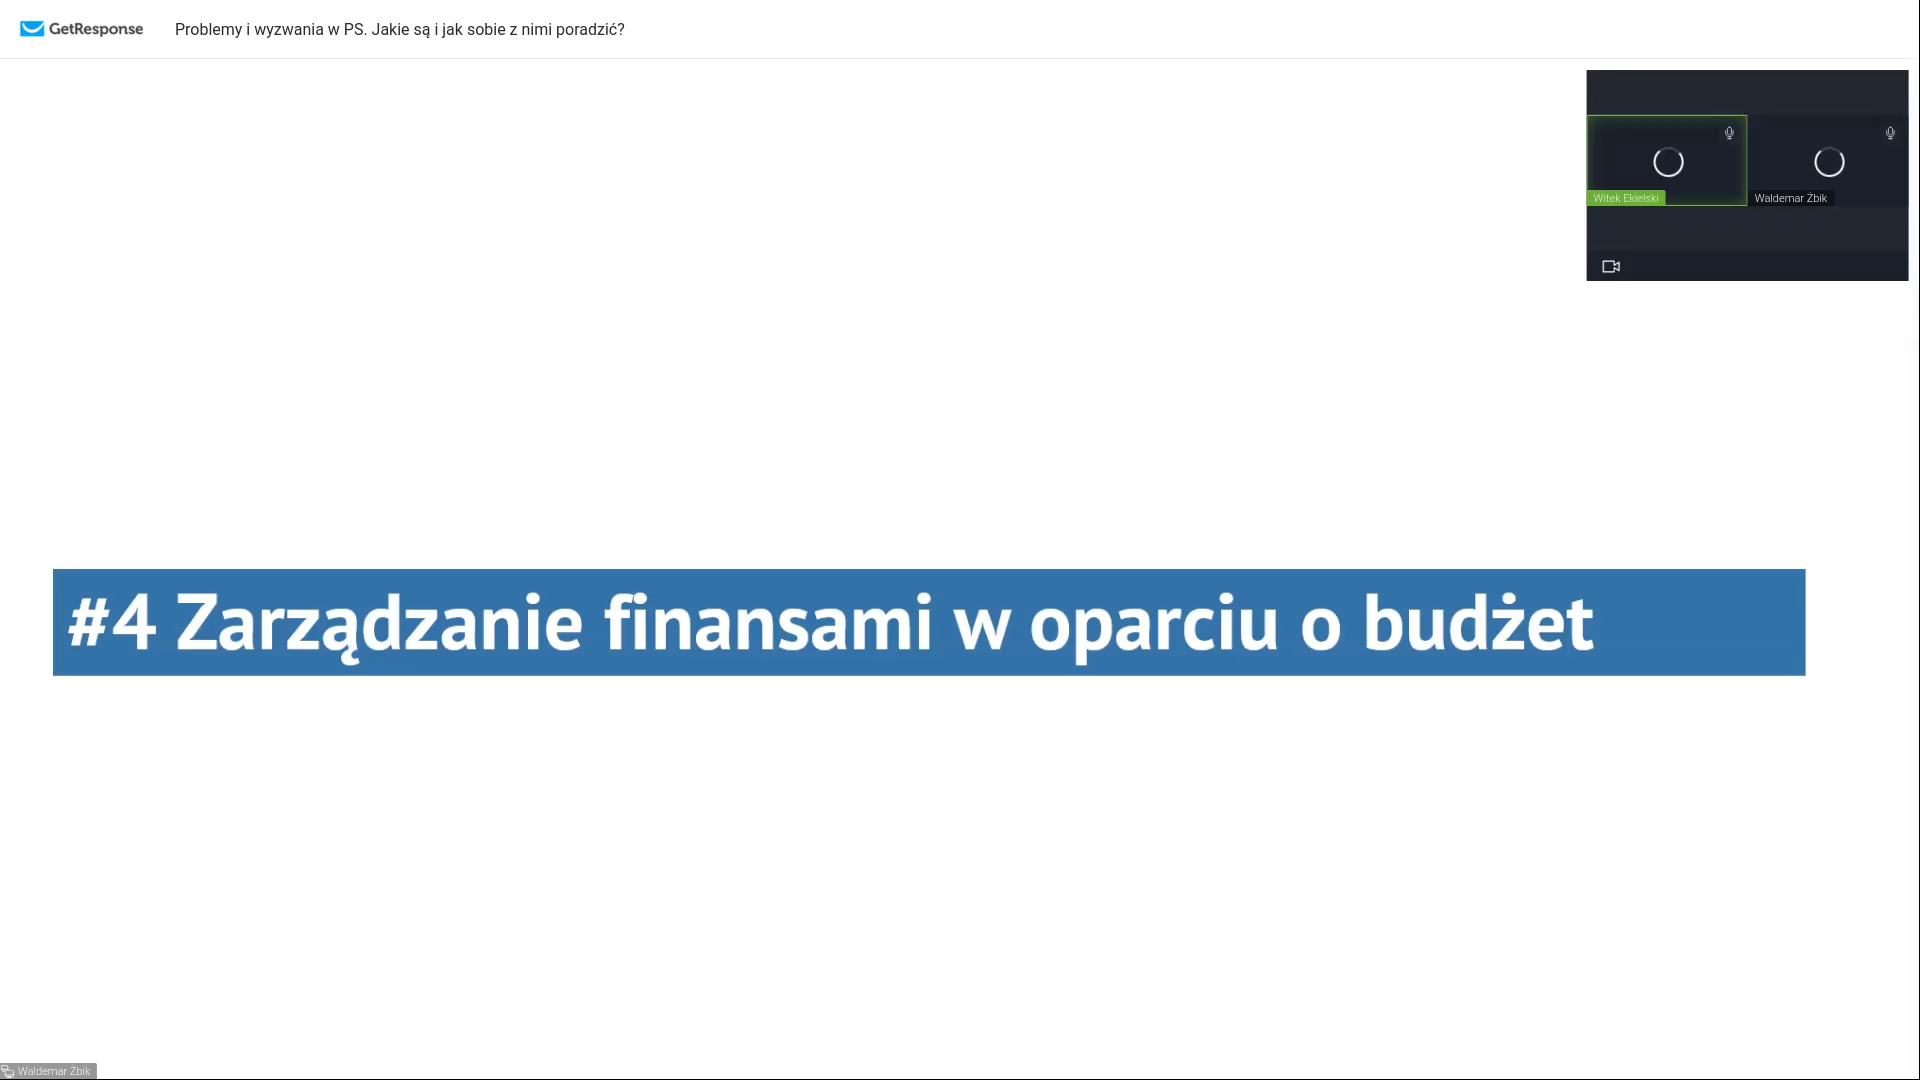 GetResponse
Problemy i wyzwania w PS. Jakie są i jak sobie z nimi poradzić?
Witek Ekielski
Waldemar Żbik
#4 Zarządzanie finansami w oparciu o budżet
Waldemar Żbik